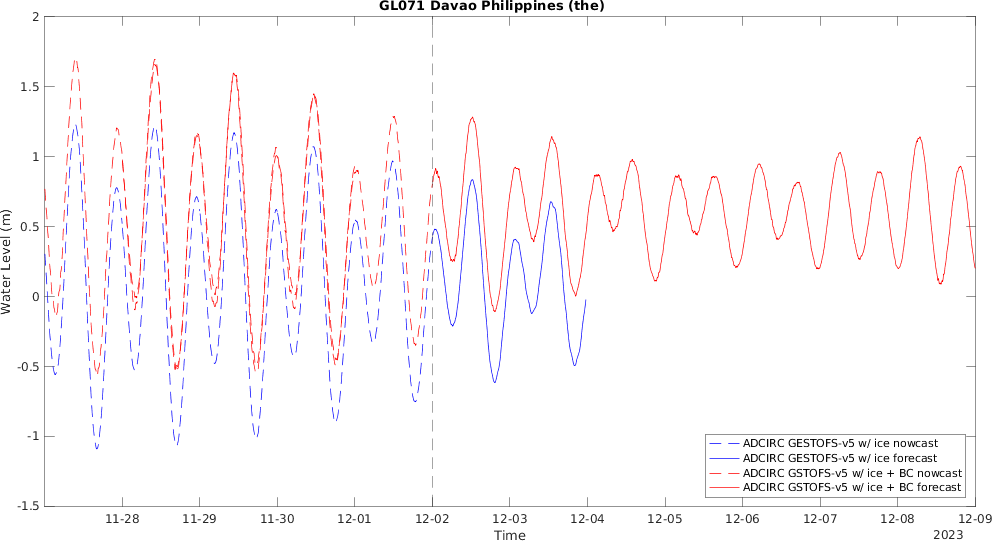 GL071 Davao Philippines (the)
2
1.5
1
0.5
0
-0.5
-1
-1.5
Water Level (m)
ADCIRC GESTOFS-v5 w/ ice nowcast
ADCIRC GESTOFS-v5 w/ ice forecast
ADCIRC GSTOFS-v5 w/ ice + BC nowcast
ADCIRC GSTOFS-v5 w/ ice + BC forecast
11-28 11-29 11-30 12-01 12-02 12-03 12-04 12-05 12-06 12-07 12-08 12-09
Time
2023